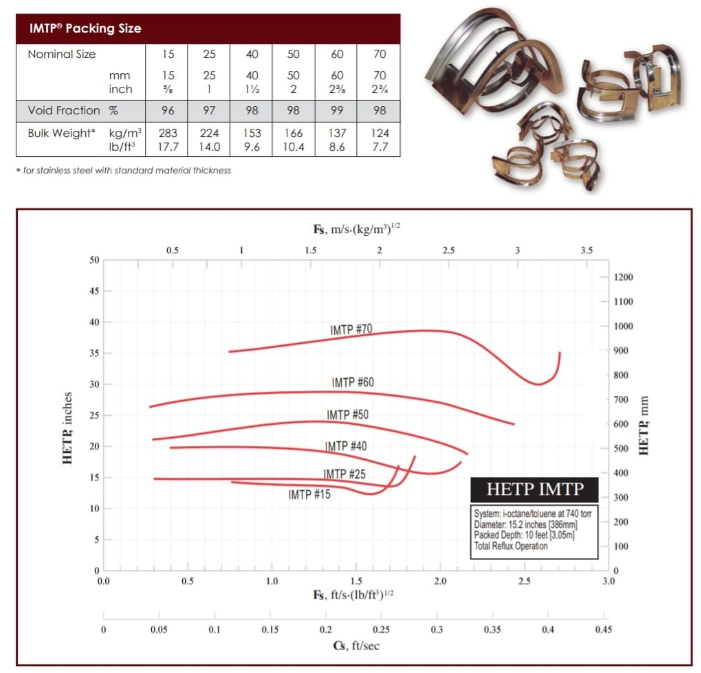 IMTP® Packing Size
Nominal Size 15 25 40 50 60 70
mm 15 25 40 50 60 70
inch ⅝ 1 1½ 2 2⅜ 2¾
Void Fraction % 96 97 98 98 99 98
Bulk Weight* kg/m³ 283 224 153 166 137 124
lb/ft³ 17.7 14.0 9.6 10.4 8.6 7.7
* for stainless steel with standard material thickness
Fs, m/s·(kg/m³)1/2
0.5 1 1.5 2 2.5 3 3.5
50
45
40
35
30
25
20
15
10
5
0
HETP, inches
1200
1100
1000
900
800
700
600
500
400
300
200
100
0
HETP, mm
IMTP #70
IMTP #60
IMTP #50
IMTP #40
IMTP #25
IMTP #15
HETP IMTP
System: i-octane/toluene at 740 torr
Diameter: 15.2 inches [386mm]
Packed Depth: 10 feet [3.05m]
Total Reflux Operation
0.0 0.5 1.0 1.5 2.0 2.5 3.0
Fs, ft/s·(lb/ft³)1/2
0 0.05 0.1 0.15 0.2 0.25 0.3 0.35 0.4 0.45
Cs, ft/sec